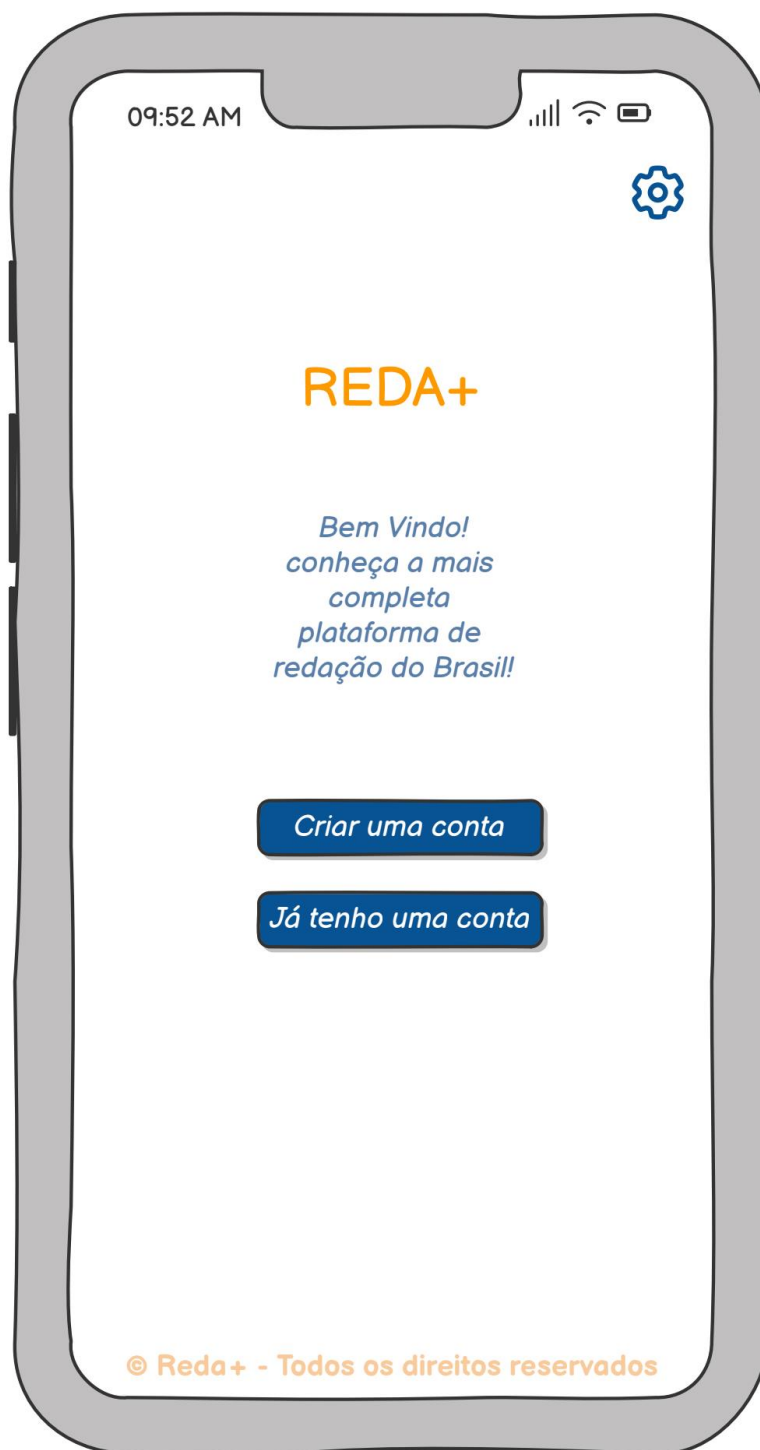 09:52 AM
REDA+
Bem Vindo!
conheça a mais
completa
plataforma de
redação do Brasil!
Criar uma conta
Já tenho uma conta
© Reda+ - Todos os direitos reservados